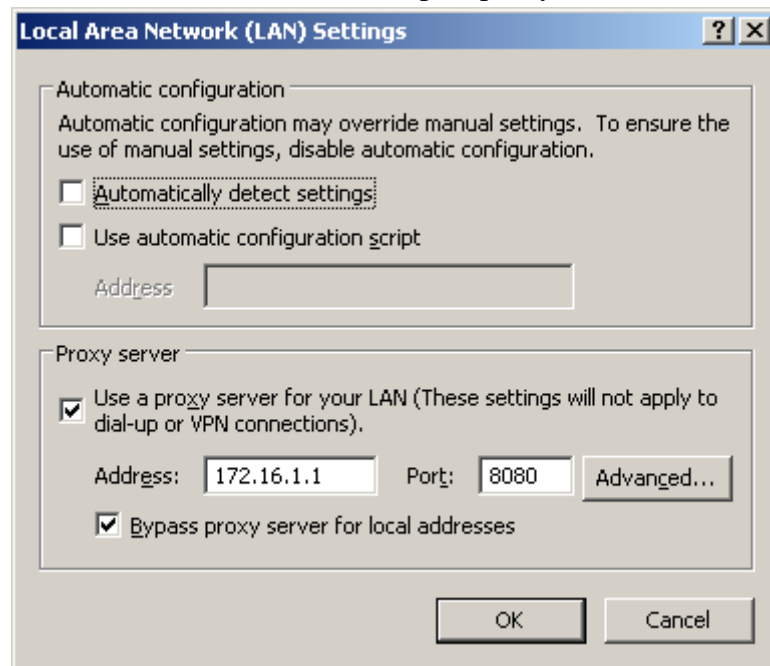 Local Area Network (LAN) Settings
Automatic configuration
Automatic configuration may override manual settings. To ensure the
use of manual settings, disable automatic configuration.
Automatically detect settings
Use automatic configuration script
Address
Proxy server
Use a proxy server for your LAN (These settings will not apply to
dial-up or VPN connections).
Address: 172.16.1.1 Port: 8080 Advanced...
Bypass proxy server for local addresses
OK Cancel